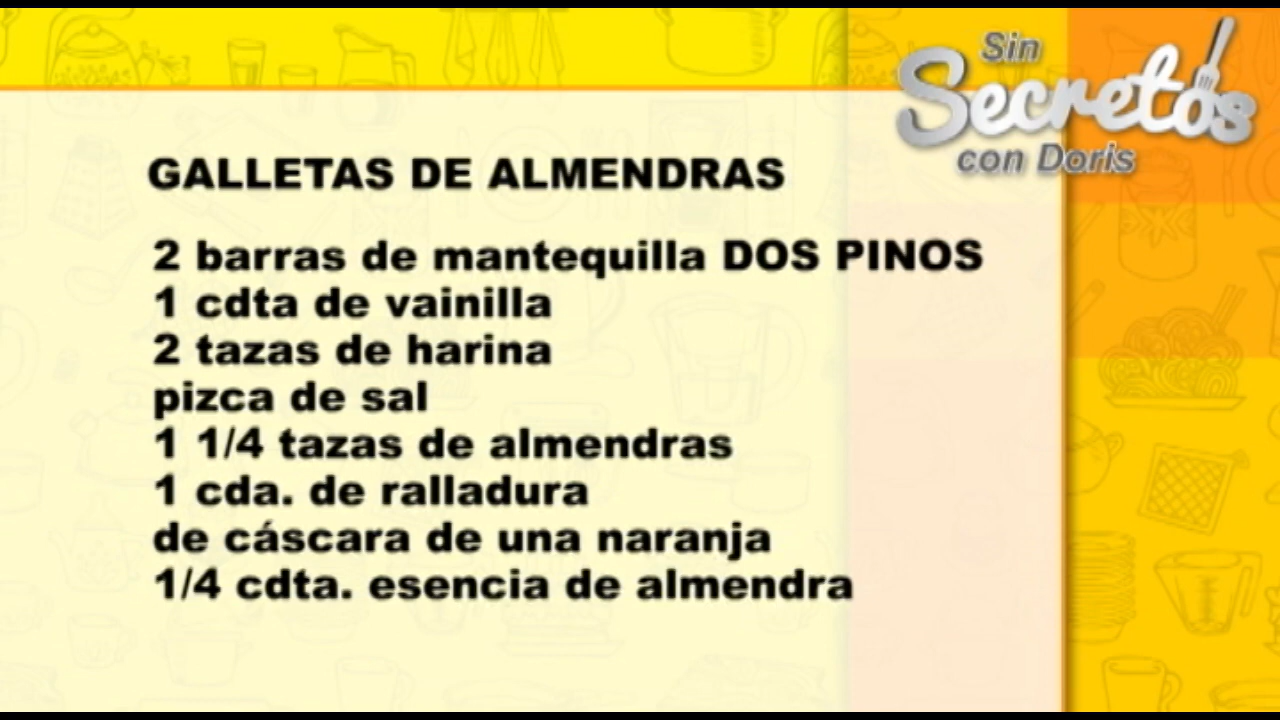 Sin
Secretos
con Doris
GALLETAS DE ALMENDRAS
2 barras de mantequilla DOS PINOS
1 cdta de vainilla
2 tazas de harina
pizca de sal
1 1/4 tazas de almendras
1 cda. de ralladura
de cáscara de una naranja
1/4 cdta. esencia de almendra